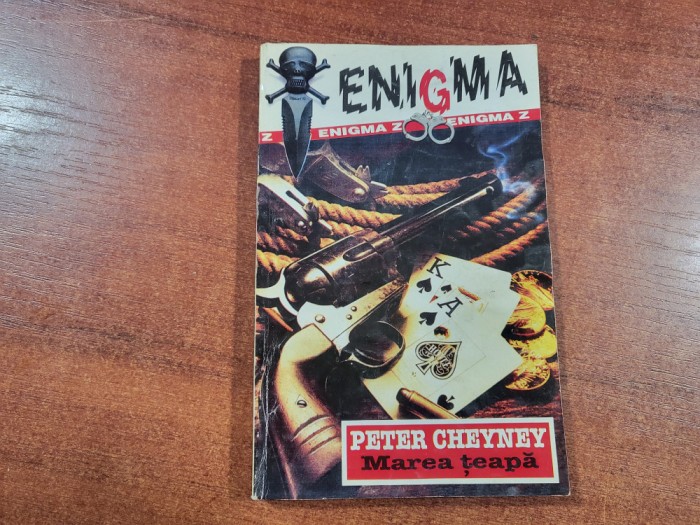 ENIGMA
Z ENIGMA Z ENIGMA Z
K
A
PETER CHEYNEY
Marea țeapă